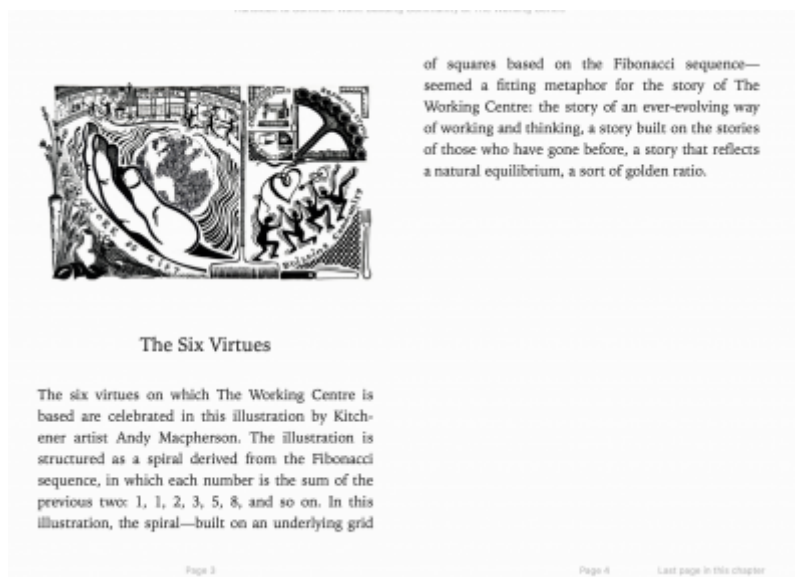 WORK as GIFT
Building Community
The Six Virtues
The six virtues on which The Working Centre is
based are celebrated in this illustration by Kitch-
ener artist Andy Macpherson. The illustration is
structured as a spiral derived from the Fibonacci
sequence, in which each number is the sum of the
previous two: 1, 1, 2, 3, 5, 8, and so on. In this
illustration, the spiral—built on an underlying grid
Page 3
of squares based on the Fibonacci sequence—
seemed a fitting metaphor for the story of The
Working Centre: the story of an ever-evolving way
of working and thinking, a story built on the stories
of those who have gone before, a story that reflects
a natural equilibrium, a sort of golden ratio.
Page 4
Last page in this chapter